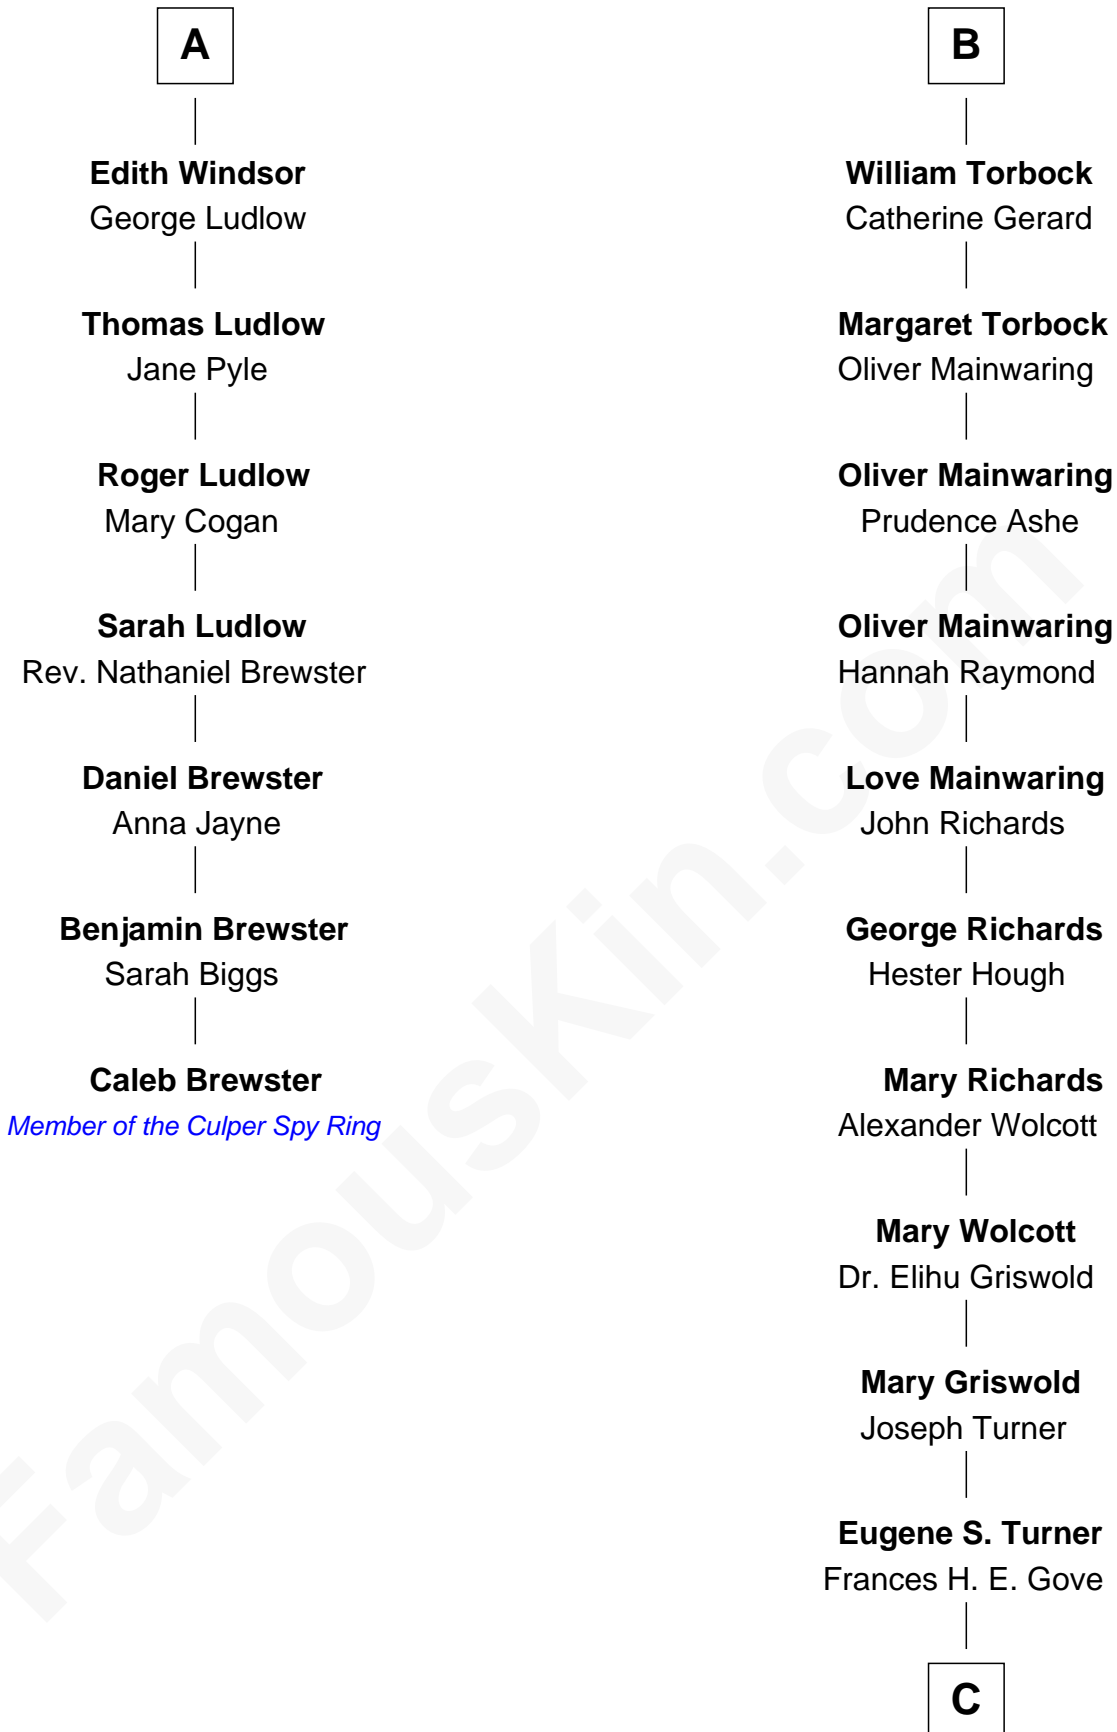 A
Edith Windsor
George Ludlow
Thomas Ludlow
Jane Pyle
Roger Ludlow
Mary Cogan
Sarah Ludlow
Rev. Nathaniel Brewster
Daniel Brewster
Anna Jayne
Benjamin Brewster
Sarah Biggs
Caleb Brewster
Member of the Culper Spy Ring
B
William Torbock
Catherine Gerard
Margaret Torbock
Oliver Mainwaring
Oliver Mainwaring
Prudence Ashe
Oliver Mainwaring
Hannah Raymond
Love Mainwaring
John Richards
George Richards
Hester Hough
Mary Richards
Alexander Wolcott
Mary Wolcott
Dr. Elihu Griswold
Mary Griswold
Joseph Turner
Eugene S. Turner
Frances H. E. Gove
C
FamousKin.com